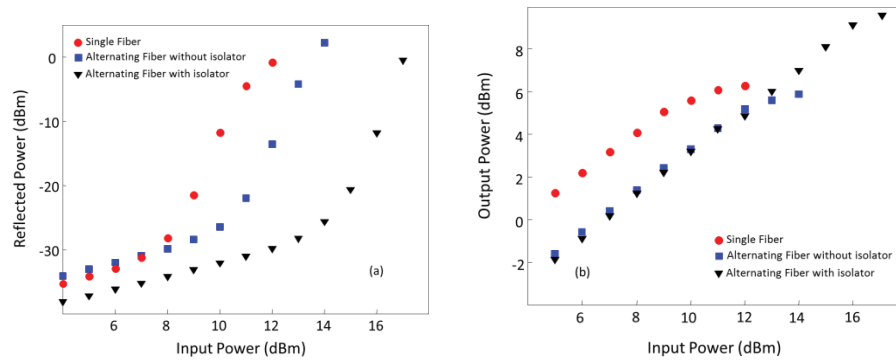 0
-10
-20
-30
Reflected Power (dBm)
Single Fiber
Alternating Fiber without isolator
Alternating Fiber with isolator
(a)
6 8 10 12 14 16
Input Power (dBm)
8
6
4
2
0
-2
Output Power (dBm)
Single Fiber
Alternating Fiber without isolator
Alternating Fiber with isolator
(b)
6 8 10 12 14 16
Input Power (dBm)